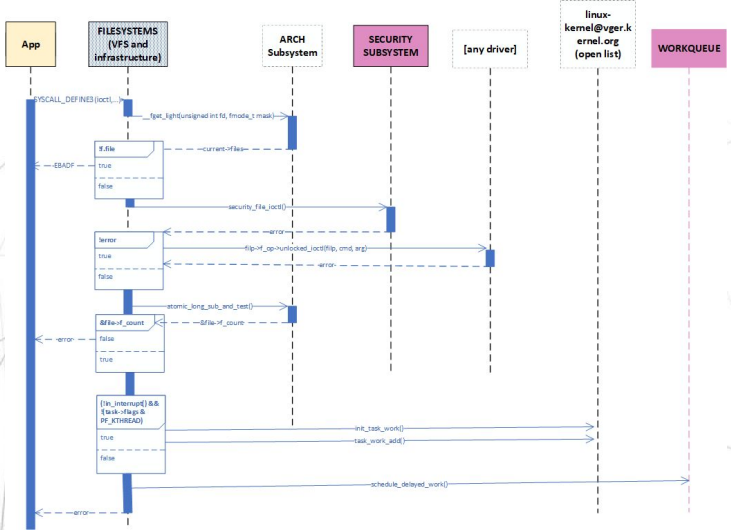 App
FILESYSTEMS
(VFS and
infrastructure)
ARCH
Subsystem
SECURITY
SUBSYSTEM
[any driver]
linux-
kernel@vger.k
ernel.org
(open list)
WORKQUEUE
SYSCALL_DEFINE3(ioctl,...)
__fget_light(unsigned int fd, fmode_t mask)
!f.file
current->files
-EBADF
true
false
security_file_ioctl()
error
!error
filp->f_op->unlocked_ioctl(filp, cmd, arg)
true
error
false
atomic_long_sub_and_test()
&file->f_count
&file->f_count
error
false
true
(!in_interrupt() &&
!(task->flags &
PF_KTHREAD)
init_task_work()
true
task_work_add()
false
schedule_delayed_work()
error